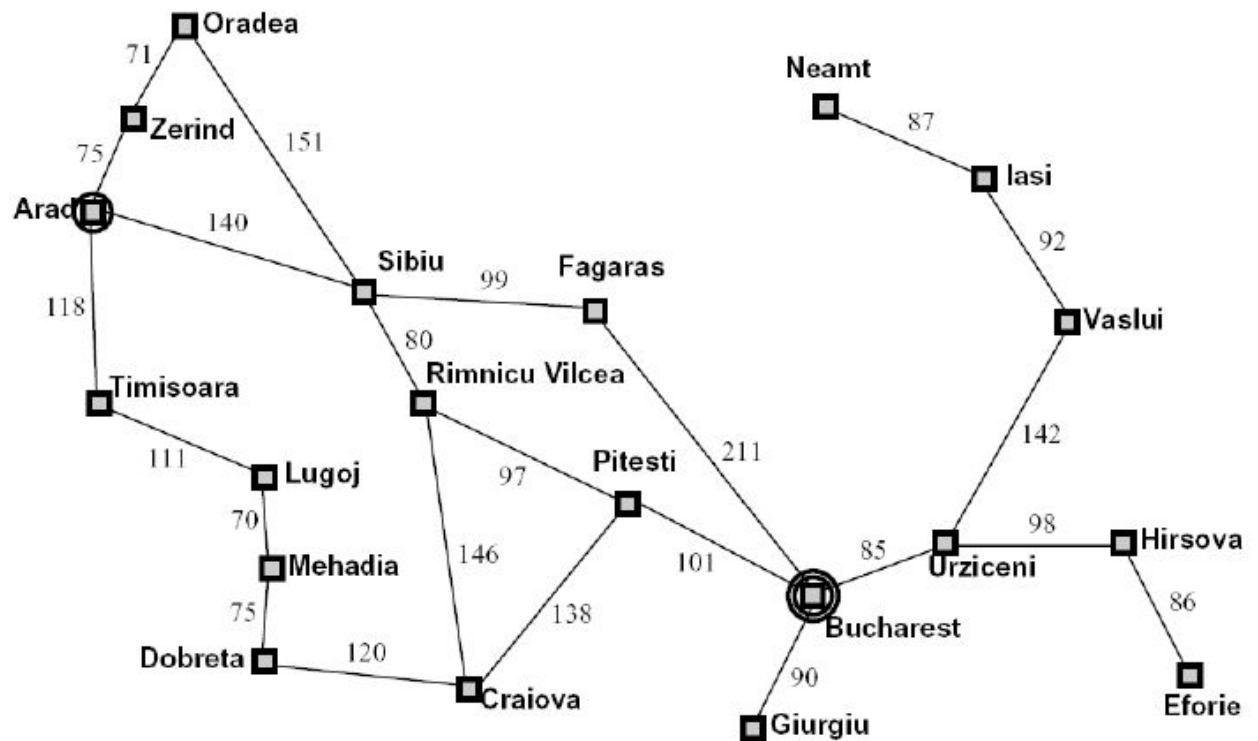 Oradea
71
Neamt
Zerind
87
151
75
Iasi
Arad
140
92
Sibiu
Fagaras
99
118
Vaslui
80
Timisoara
Rimnicu Vilcea
142
111
Lugoj
97
Pitesti
211
70
98
Hirsova
146
85
Urziceni
Mehadia
101
86
75
138
Bucharest
Dobreta
120
90
Craiova
Eforie
Giurgiu